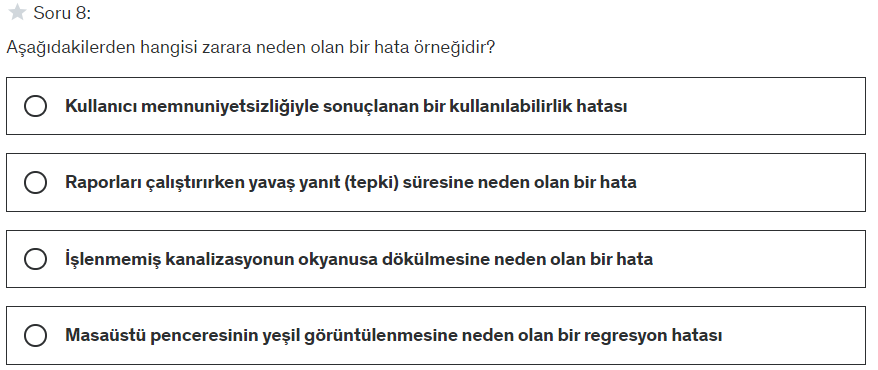 Soru 8:
Aşağıdakilerden hangisi zarara neden olan bir hata örneğidir?
Kullanıcı memnuniyetsizliğiyle sonuçlanan bir kullanılabilirlik hatası
Raporları çalıştırırken yavaş yanıt (tepki) süresine neden olan bir hata
İşlenmemiş kanalizasyonun okyanusa dökülmesine neden olan bir hata
Masaüstü penceresinin yeşil görüntülenmesine neden olan bir regresyon hatası